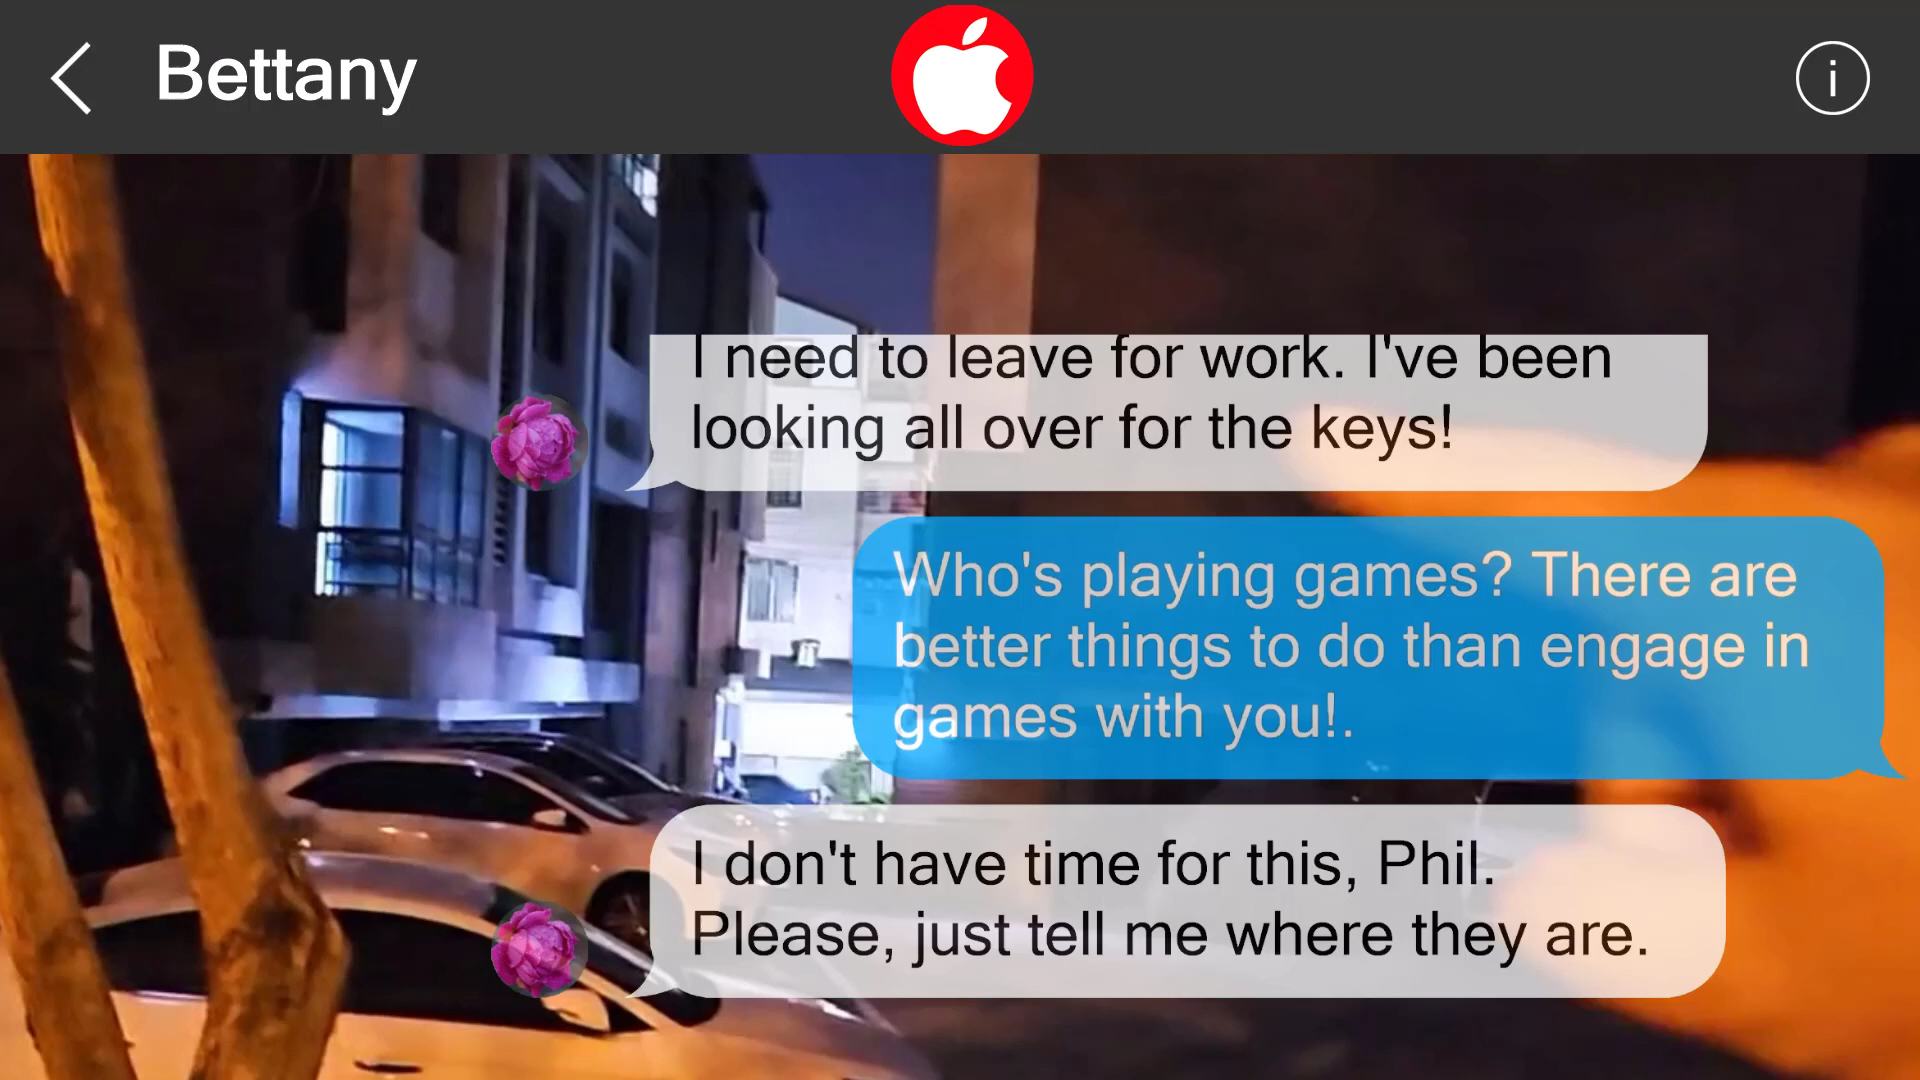 Bettany
i
I need to leave for work. I've been
looking all over for the keys!
Who's playing games? There are
better things to do than engage in
games with you!.
I don't have time for this, Phil.
Please, just tell me where they are.